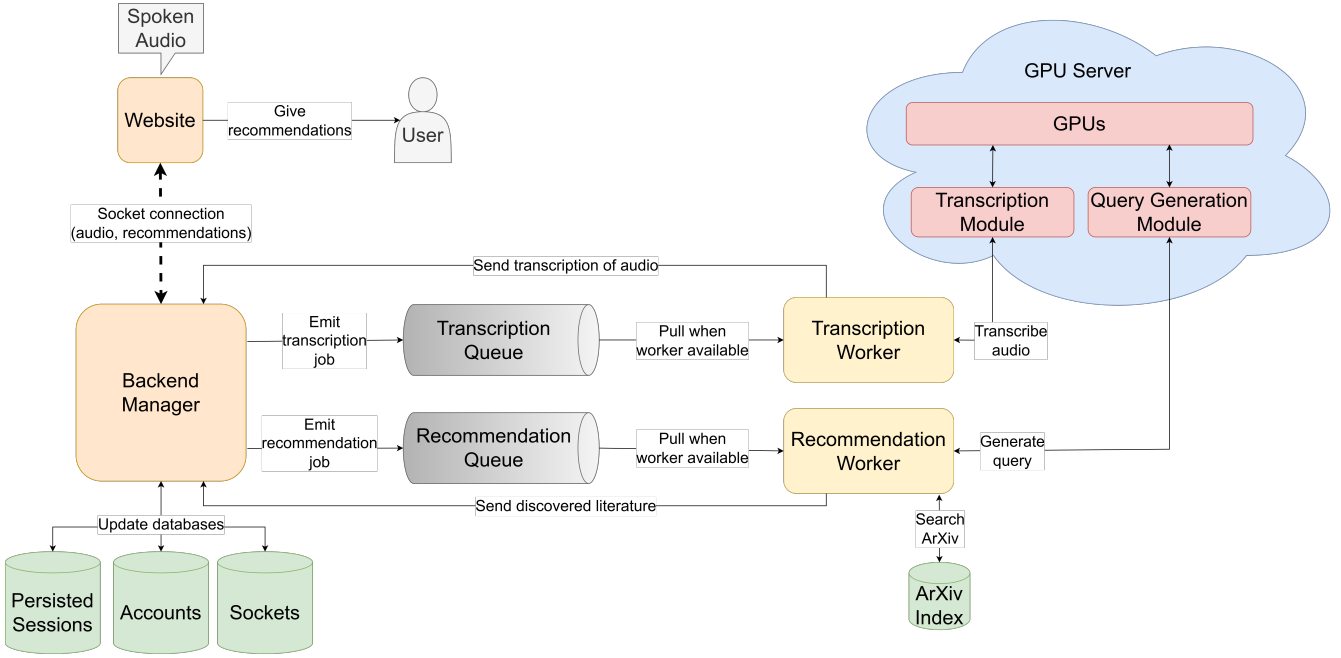 Spoken
Audio
Website
Give
recommendations
User
Socket connection
(audio, recommendations)
GPU Server
GPUs
Transcription
Module
Query Generation
Module
Send transcription of audio
Backend
Manager
Emit
transcription
job
Transcription
Queue
Pull when
worker available
Transcription
Worker
Transcribe
audio
Emit
recommendation
job
Recommendation
Queue
Pull when
worker available
Recommendation
Worker
Generate
query
Send discovered literature
Update databases
Persisted
Sessions
Accounts
Sockets
Search
ArXiv
ArXiv
Index